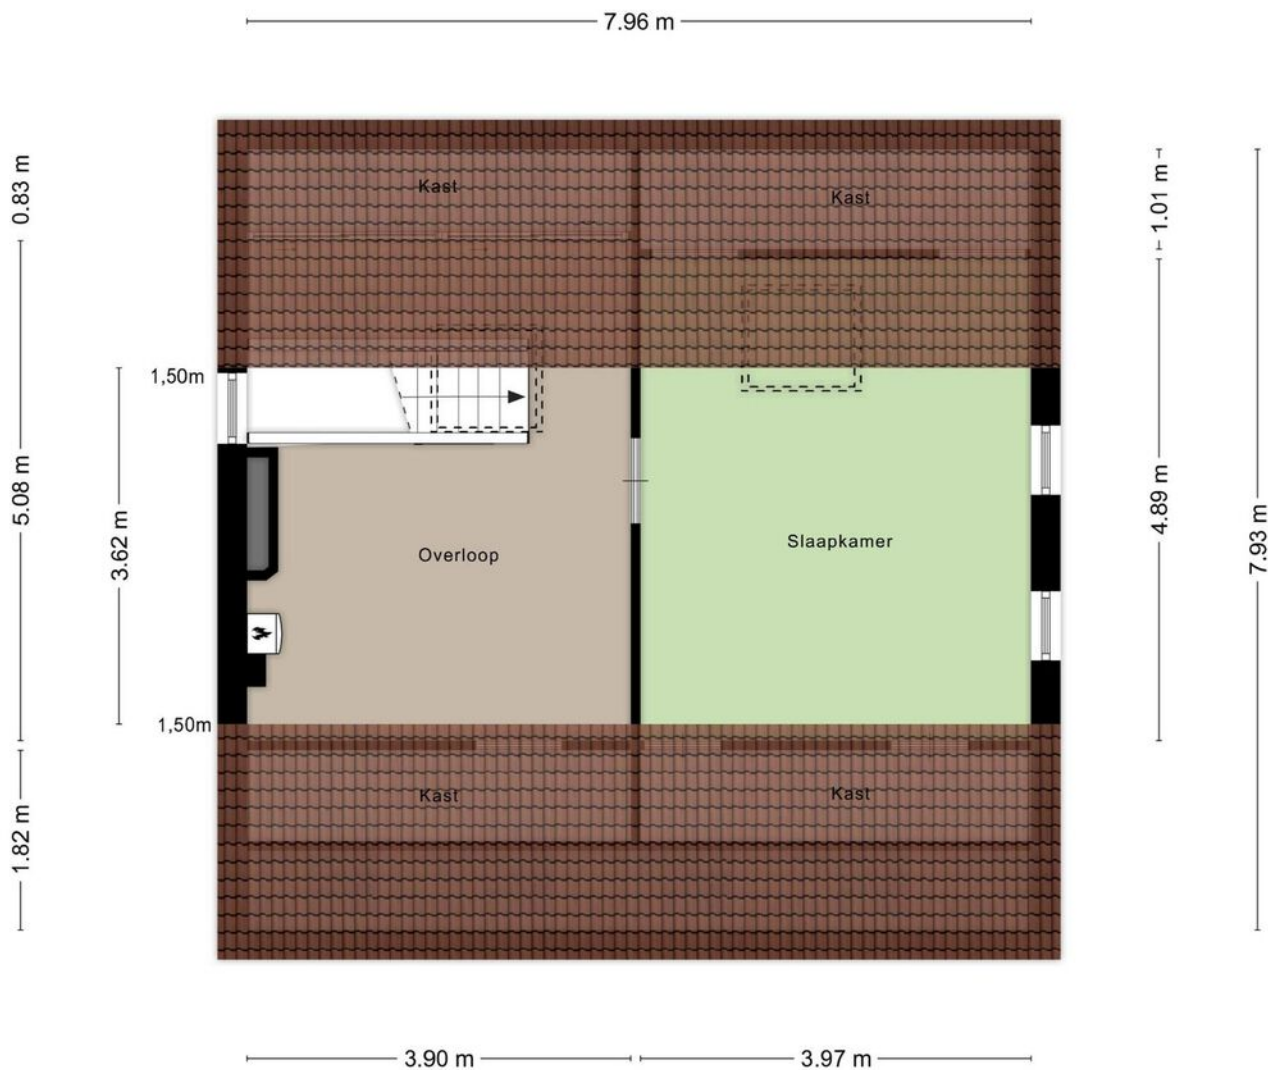 7.96 m
0.83 m
Kast
Kast
1.01 m
1,50m
5.08 m
3.62 m
Overloop
Slaapkamer
4.89 m
7.93 m
1,50m
1.82 m
Kast
Kast
3.90 m
3.97 m